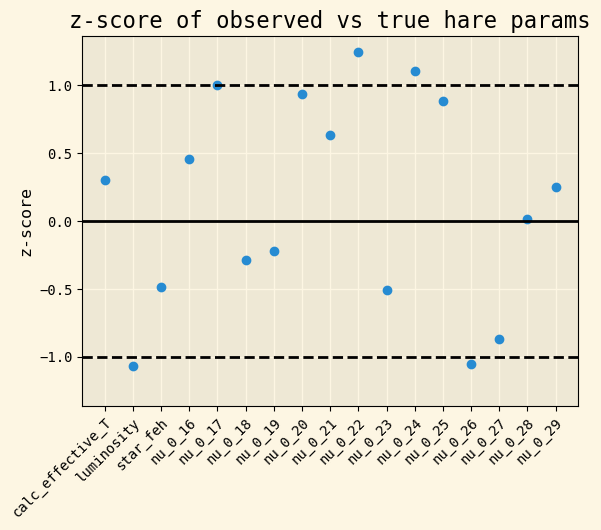 z-score of observed vs true hare params
z-score
1.0
0.5
0.0
−0.5
−1.0
calc_effective_T
luminosity
star_feh
nu_0_16
nu_0_17
nu_0_18
nu_0_19
nu_0_20
nu_0_21
nu_0_22
nu_0_23
nu_0_24
nu_0_25
nu_0_26
nu_0_27
nu_0_28
nu_0_29